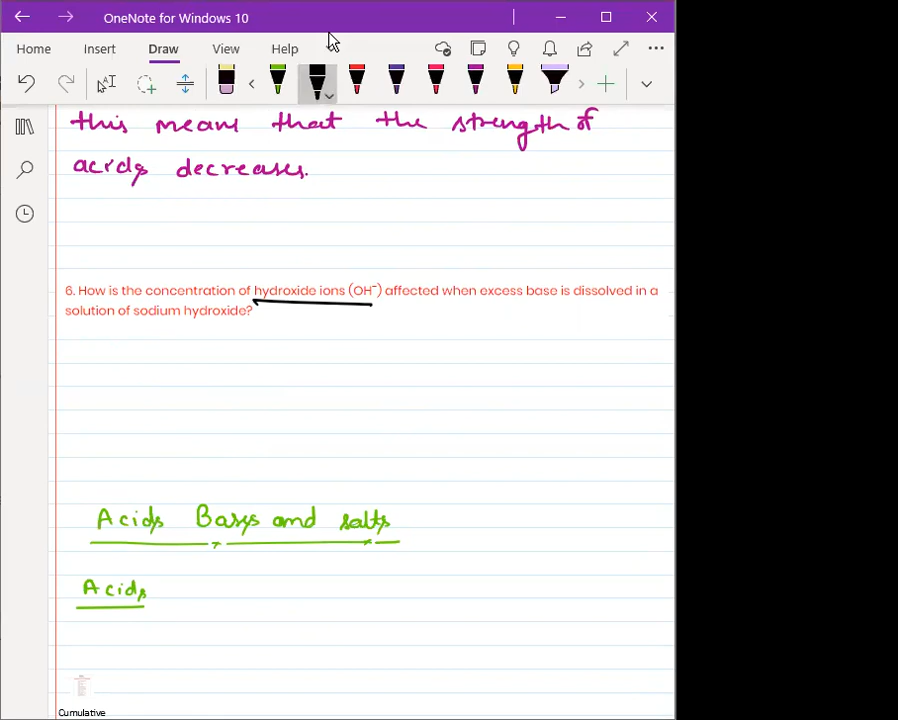 OneNote for Windows 10
Home Insert Draw View Help
this means that the strength of
acids decreases.
6. How is the concentration of hydroxide ions (OH⁻) affected when excess base is dissolved in a
solution of sodium hydroxide?
Acids Bases and salts
Acids
Cumulative